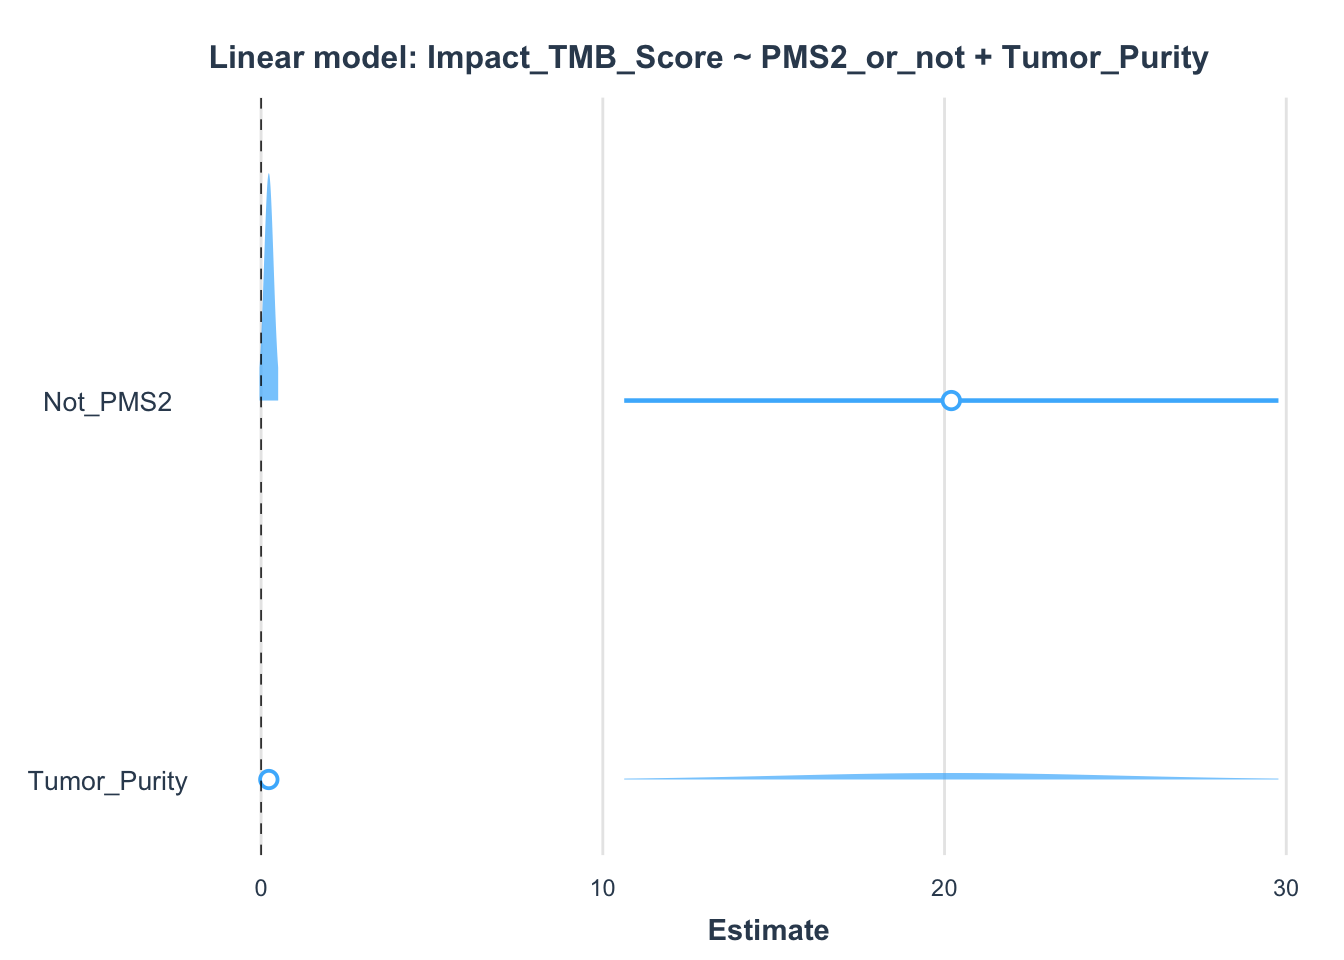 Linear model: Impact_TMB_Score ~ PMS2_or_not + Tumor_Purity
Not_PMS2
Tumor_Purity
0 10 20 30
Estimate